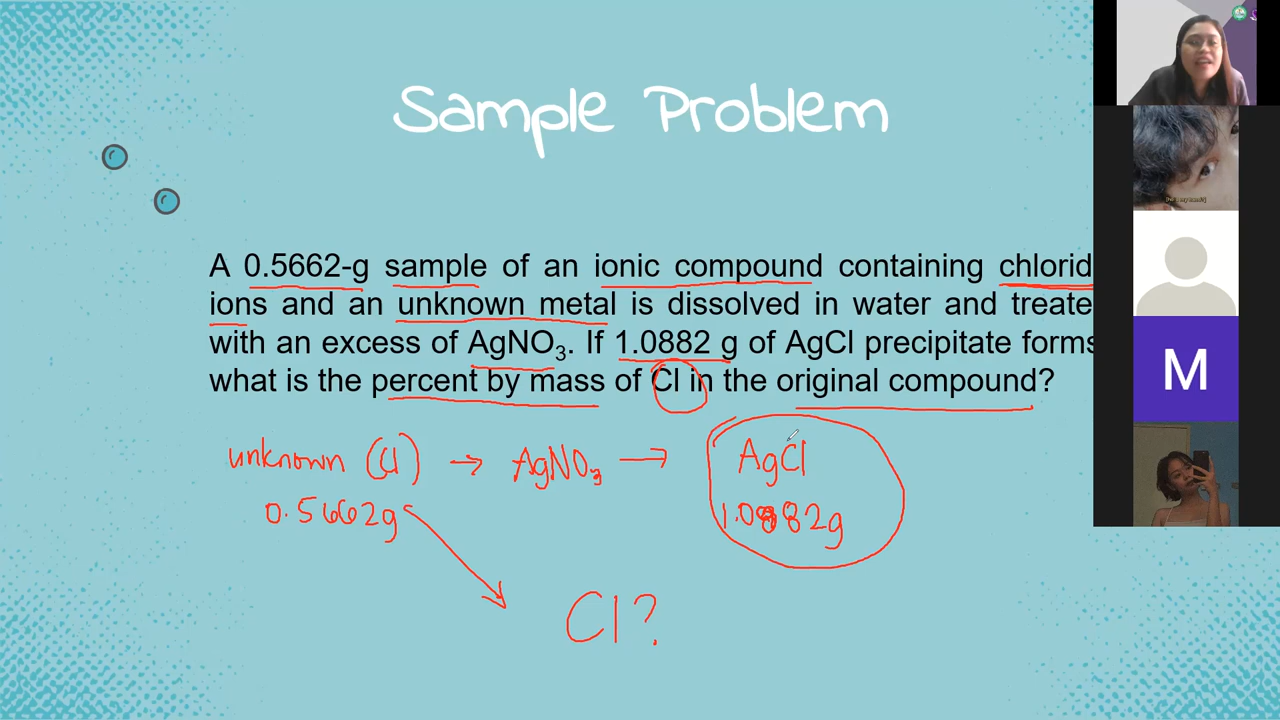 Sample Problem
A 0.5662-g sample of an ionic compound containing chlorid
ions and an unknown metal is dissolved in water and treate
with an excess of AgNO₃. If 1.0882 g of AgCl precipitate forms
what is the percent by mass of Cl in the original compound?
unknown (Cl) → AgNO₃ → AgCl
0.5662g 1.0882g
Cl?
M